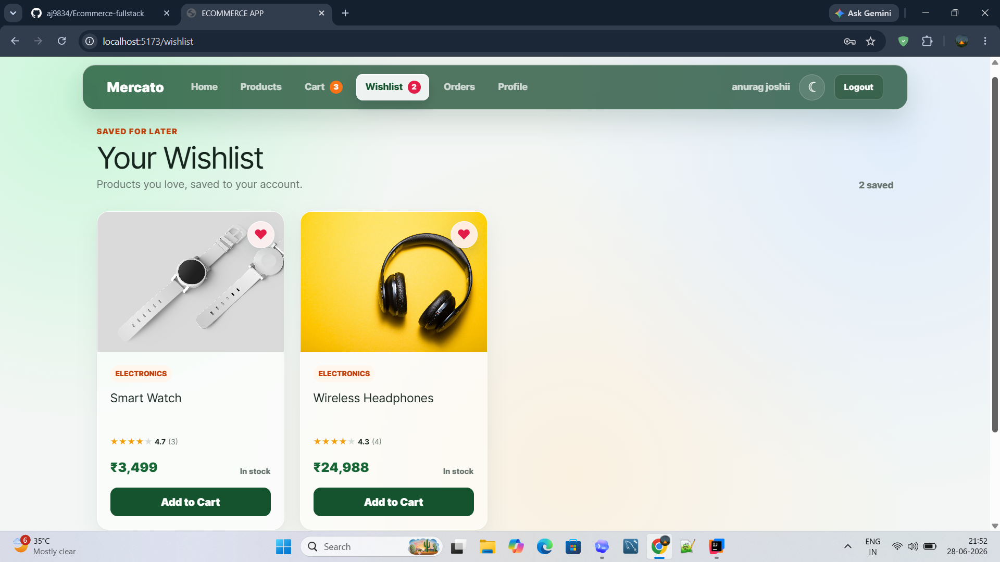 aj9834/Ecommerce-fullstack
ECOMMERCE APP
Ask Gemini
localhost:5173/wishlist
Mercato
Home
Products
Cart 3
Wishlist 2
Orders
Profile
anurag joshii
Logout
SAVED FOR LATER
Your Wishlist
Products you love, saved to your account.
2 saved
ELECTRONICS
Smart Watch
★★★★★ 4.7 (3)
₹3,499
In stock
Add to Cart
ELECTRONICS
Wireless Headphones
★★★★★ 4.3 (4)
₹24,988
In stock
Add to Cart
6
35°C
Mostly clear
Search
IJ
ENG
IN
21:52
28-06-2026